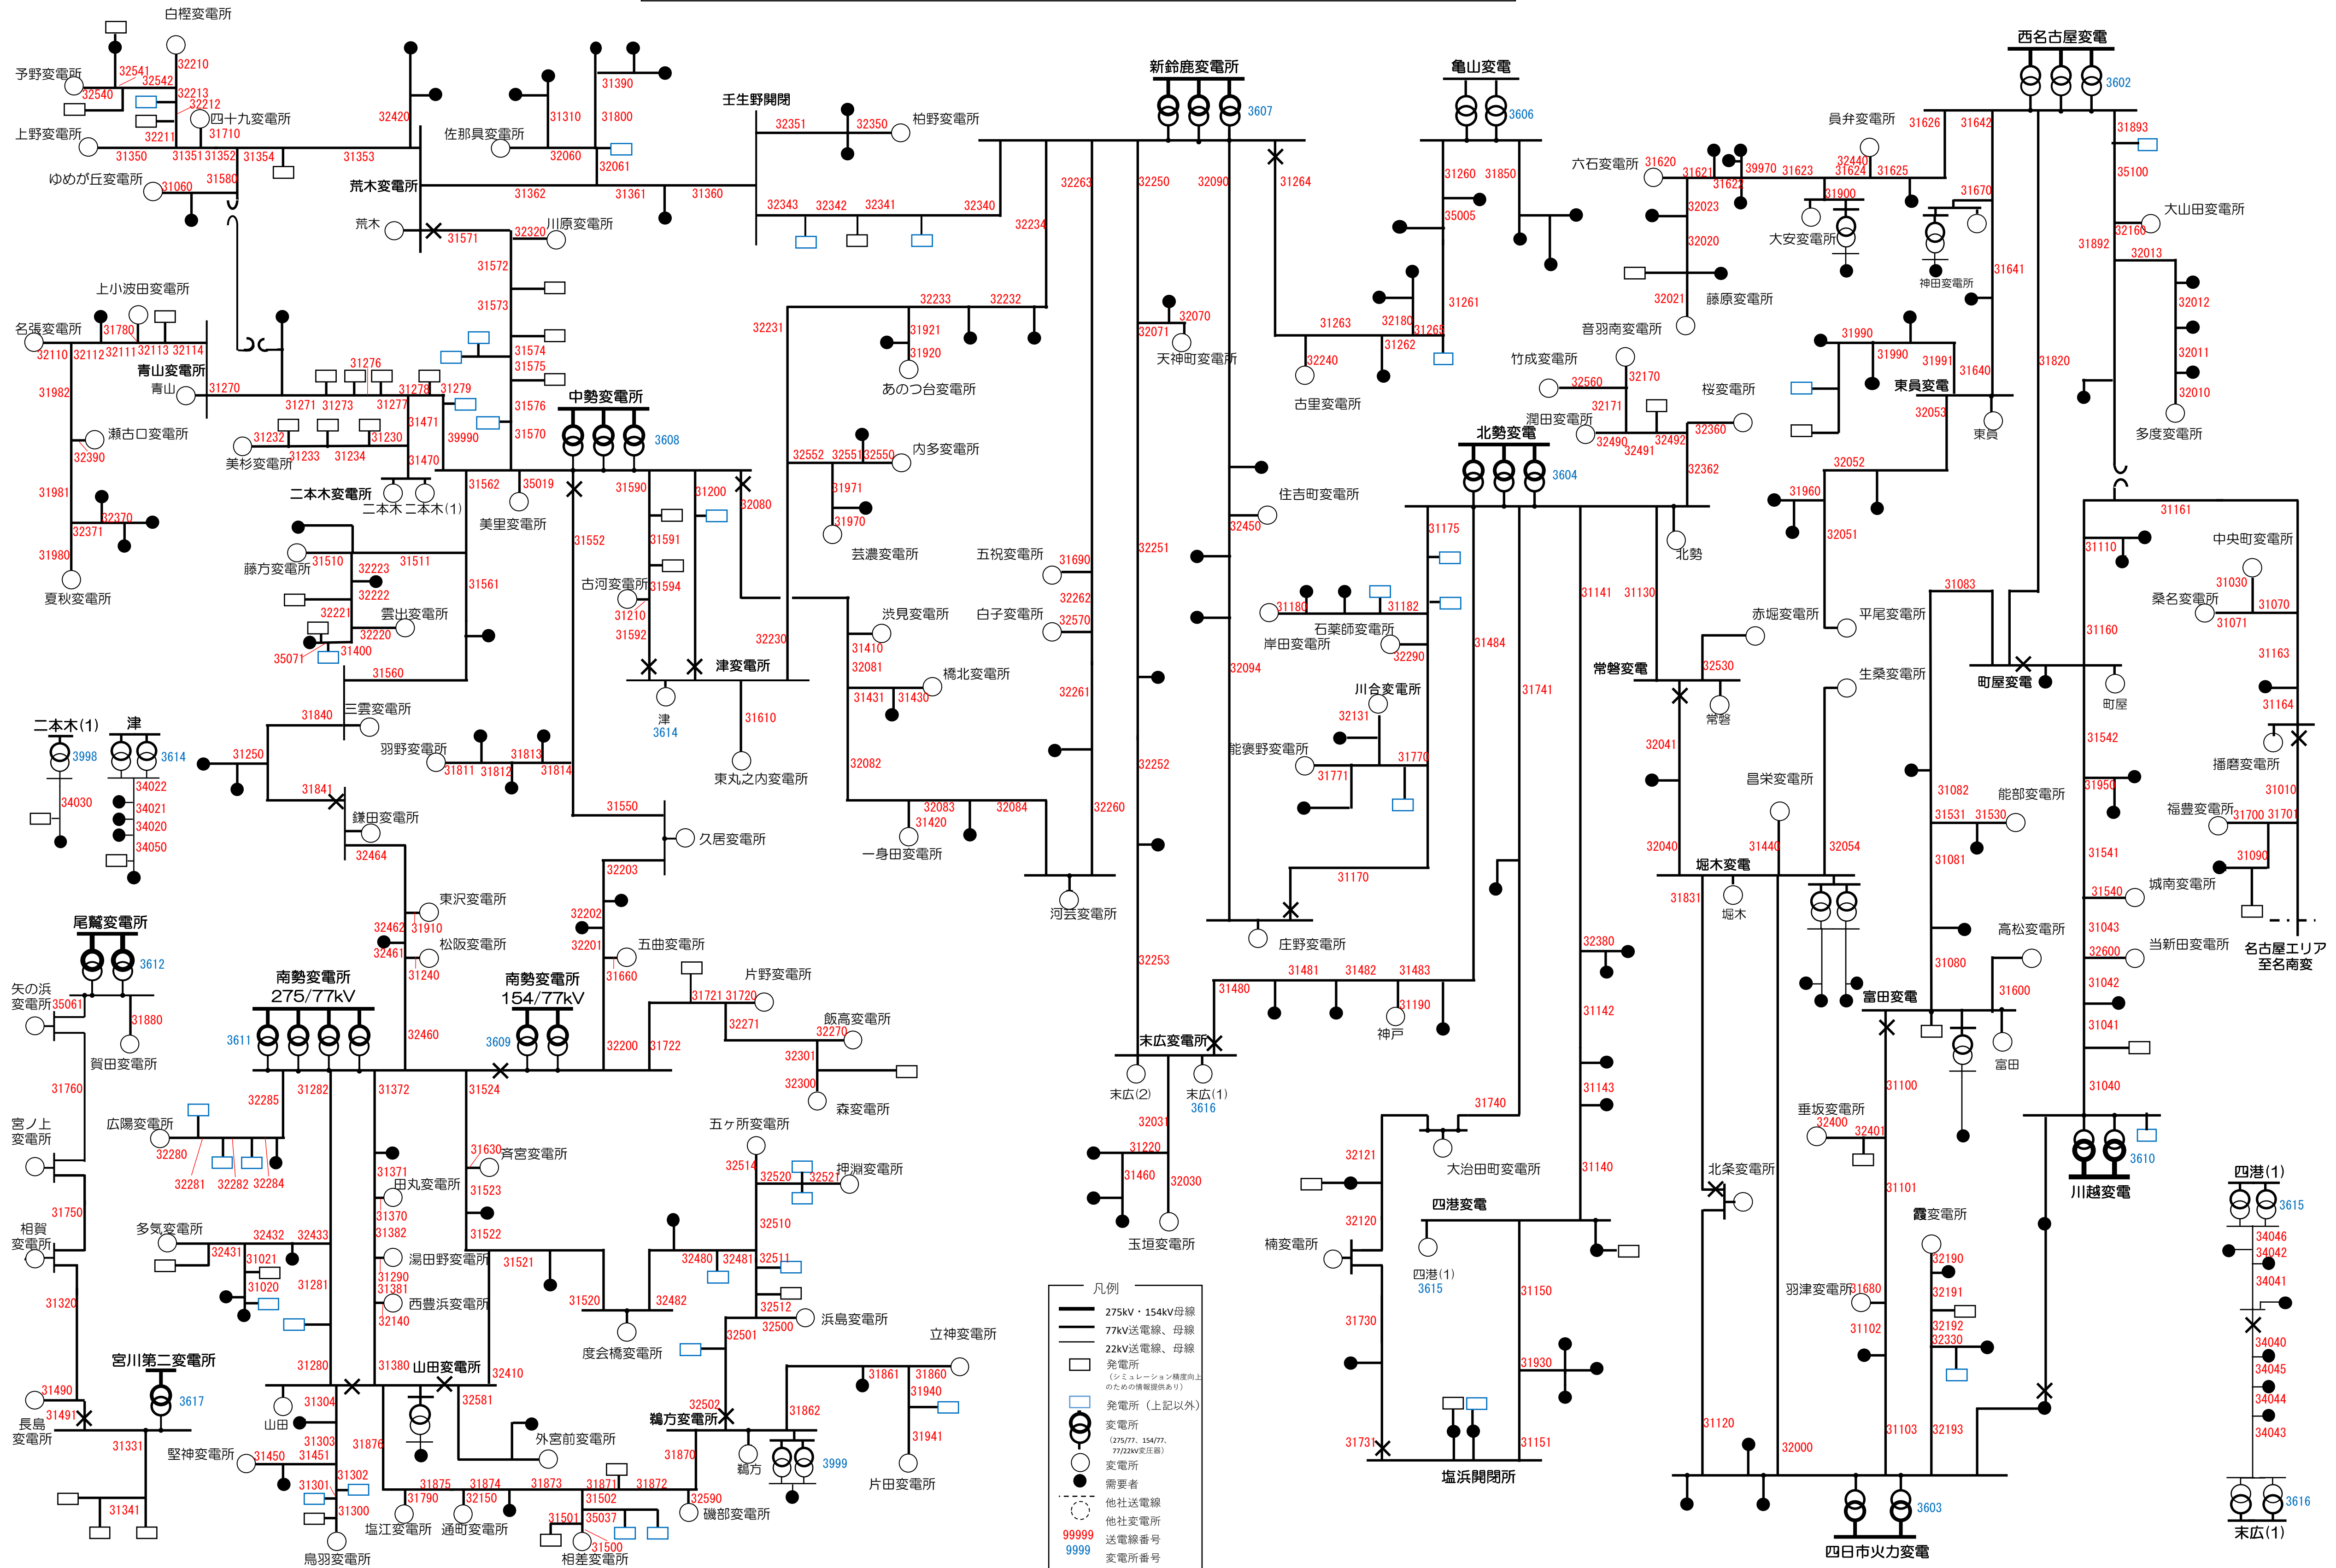 白樫変電所
予野変電所
32541
32542
32210
32540
32213
32212
四十九変電所
上野変電所
32211
31710
31350
31351
31352
31354
31353
32420
ゆめが丘変電所
31060
31580
荒木変電所
佐那具変電所
31310
31800
31390
32060
32061
31362
31361
31360
壬生野開閉
32351
32350
柏野変電所
32343
32342
32341
32340
荒木
31571
32320
川原変電所
31572
31573
31574
31575
31576
31570
上小波田変電所
名張変電所
31780
32110
32112
32111
32113
32114
青山変電所
青山
31270
31271
31273
31276
31277
31278
31279
31982
瀬古口変電所
32390
31981
32370
32371
31980
夏秋変電所
31232
31233
31234
31230
美杉変電所
31471
39990
31470
二本木変電所
二本木
二本木(1)
中勢変電所
3608
31562
35019
美里変電所
31552
31590
31200
32080
31591
31594
古河変電所
31210
31592
藤方変電所
31510
31511
32223
32222
32221
雲出変電所
32220
31400
35071
31561
31560
三雲変電所
31840
31250
31841
鎌田変電所
32464
羽野変電所
31811
31812
31813
31814
31550
久居変電所
津変電所
津
3614
31610
東丸之内変電所
二本木(1)
3998
34030
津
3614
34022
34021
34020
34050
新鈴鹿変電所
3607
32263
32250
32090
31264
32234
32233
32232
32231
31921
31920
あのつ台変電所
32552
32551
32550
内多変電所
31971
31970
芸濃変電所
32230
渋見変電所
31410
32081
橋北変電所
31431
31430
32082
32083
32084
31420
一身田変電所
河芸変電所
五祝変電所
31690
32262
白子変電所
32570
32261
32260
32071
32070
天神町変電所
32251
32252
32253
住吉町変電所
32450
32094
庄野変電所
亀山変電
3606
31260
31850
35005
31261
32180
31265
31263
31262
32240
古里変電所
西名古屋変電
3602
31626
31642
31893
35100
員弁変電所
六石変電所
31620
31621
31622
39970
31623
32440
31624
31625
31900
大安変電所
31670
神田変電所
32023
32020
32021
藤原変電所
音羽南変電所
31641
31820
31892
大山田変電所
32160
32013
32012
32011
32010
多度変電所
31990
31990
31991
31640
東員変電
東員
32053
32052
31960
32051
平尾変電所
竹成変電所
32560
32170
32171
桜変電所
潤田変電所
32490
32491
32492
32360
32362
北勢変電
3604
北勢
31175
31180
31182
石薬師変電所
岸田変電所
32290
川合変電所
32131
能褒野変電所
31770
31771
31170
31484
31741
31141
31130
常磐変電
常磐
赤堀変電所
32530
生桑変電所
32041
32040
昌栄変電所
31440
32054
堀木変電
堀木
31831
31480
31481
31482
31483
31190
神戸
末広変電所
末広(2)
末広(1)
3616
32031
31220
31460
32030
玉垣変電所
32380
31142
31143
31140
31740
大治田町変電所
32121
32120
楠変電所
31730
31731
四港変電
四港(1)
3615
31150
31930
31151
塩浜開閉所
31083
31082
能部変電所
31531
31530
31081
31080
高松変電所
31600
富田変電
富田
町屋変電
町屋
31161
31110
中央町変電所
31030
桑名変電所
31070
31071
31160
31163
31164
播磨変電所
31542
31950
31010
福豊変電所
31700
31701
31090
31541
城南変電所
31540
31043
当新田変電所
32600
31042
31041
31040
名古屋エリア
至名南変
3610
川越変電
31100
垂坂変電所
32400
32401
31101
北条変電所
羽津変電所
31680
31102
31103
霞変電所
32190
32191
32192
32330
32193
31120
32000
3603
四日市火力変電
四港(1)
3615
34046
34042
34041
34040
34045
34044
34043
3616
末広(1)
尾鷲変電所
3612
矢の浜
変電所
35061
31880
賀田変電所
31760
宮ノ上
変電所
31750
相賀
変電所
31320
31490
31491
長島
変電所
宮川第二変電所
3617
31331
31341
南勢変電所
275/77kV
3611
東沢変電所
32462
31910
松阪変電所
32461
31240
32460
南勢変電所
154/77kV
3609
32203
32202
32201
五曲変電所
31660
32200
31722
片野変電所
31721
31720
飯高変電所
32271
32270
32301
32300
森変電所
32285
広陽変電所
32280
32281
32282
32284
31282
31372
31524
31371
田丸変電所
31370
31382
湯田野変電所
31290
31381
西豊浜変電所
32140
31380
多気変電所
32432
32433
32431
31021
31020
31281
31280
31630
斉宮変電所
31523
31522
31521
31520
32482
度会橋変電所
32480
32481
五ヶ所変電所
32514
32520
32521
押淵変電所
32510
32511
32512
32500
浜島変電所
32501
32502
32410
山田変電所
山田
31304
31303
31876
32581
外宮前変電所
堅神変電所
31450
31451
31301
31302
31300
鳥羽変電所
31875
31874
31873
31871
31872
31790
32150
塩江変電所
通町変電所
31502
31501
35037
31500
相差変電所
32590
磯部変電所
31870
鵜方変電所
鵜方
3999
31862
31861
31860
立神変電所
31940
31941
片田変電所
凡例
275kV・154kV母線
77kV送電線、母線
22kV送電線、母線
発電所
（シミュレーション精度向上
のための情報提供あり）
発電所（上記以外）
変電所
（275/77、154/77、
77/22kV変圧器）
変電所
需要者
他社送電線
他社変電所
99999 送電線番号
9999 変電所番号